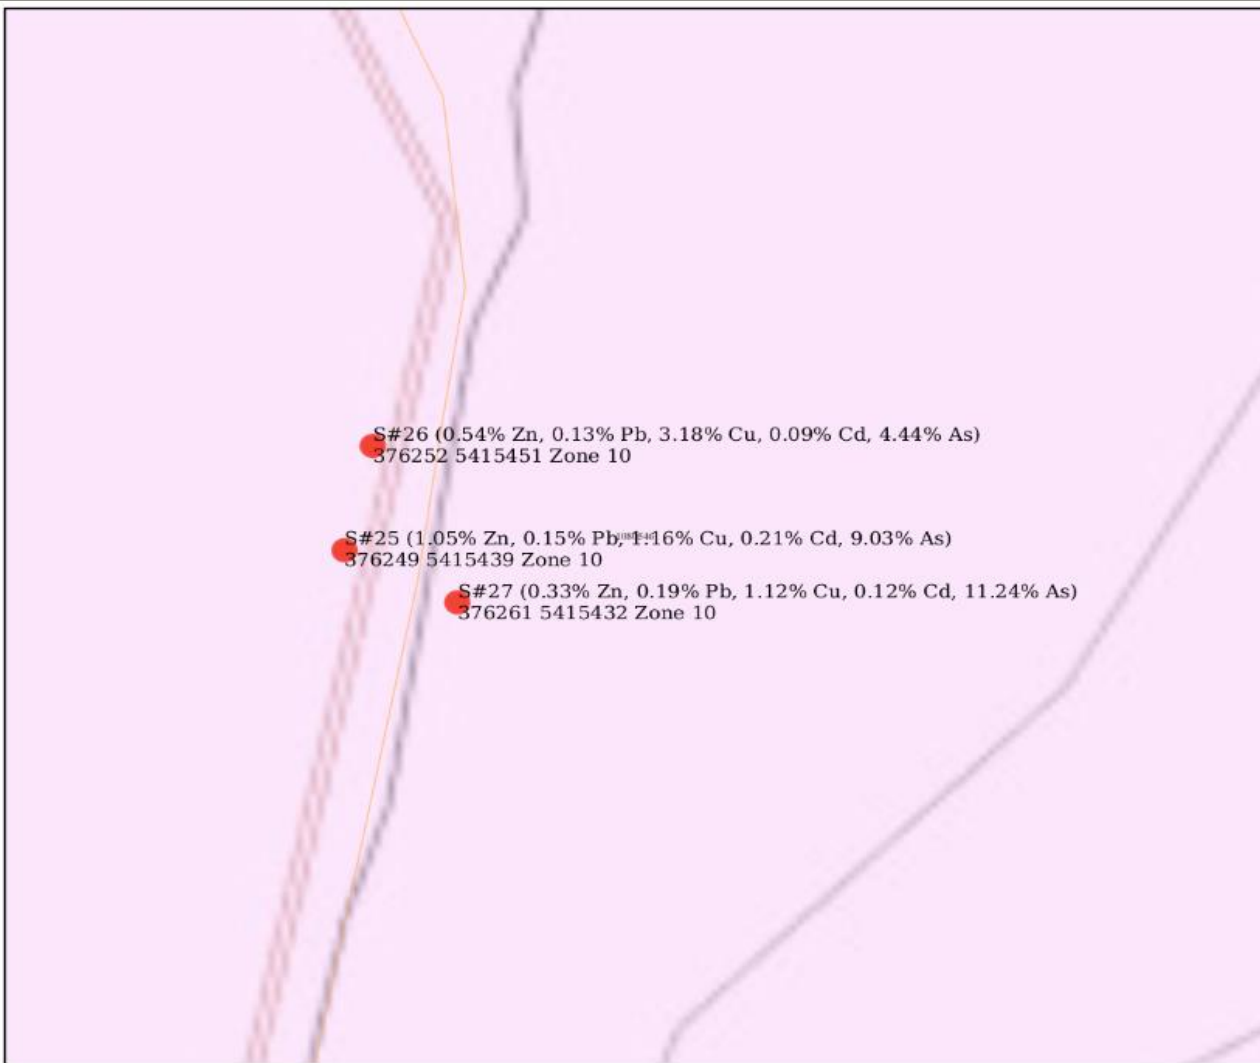 S#26 (0.54% Zn, 0.13% Pb, 3.18% Cu, 0.09% Cd, 4.44% As)
376252 5415451 Zone 10
S#25 (1.05% Zn, 0.15% Pb, 1.16% Cu, 0.21% Cd, 9.03% As)
376249 5415439 Zone 10
S#27 (0.33% Zn, 0.19% Pb, 1.12% Cu, 0.12% Cd, 11.24% As)
376261 5415432 Zone 10